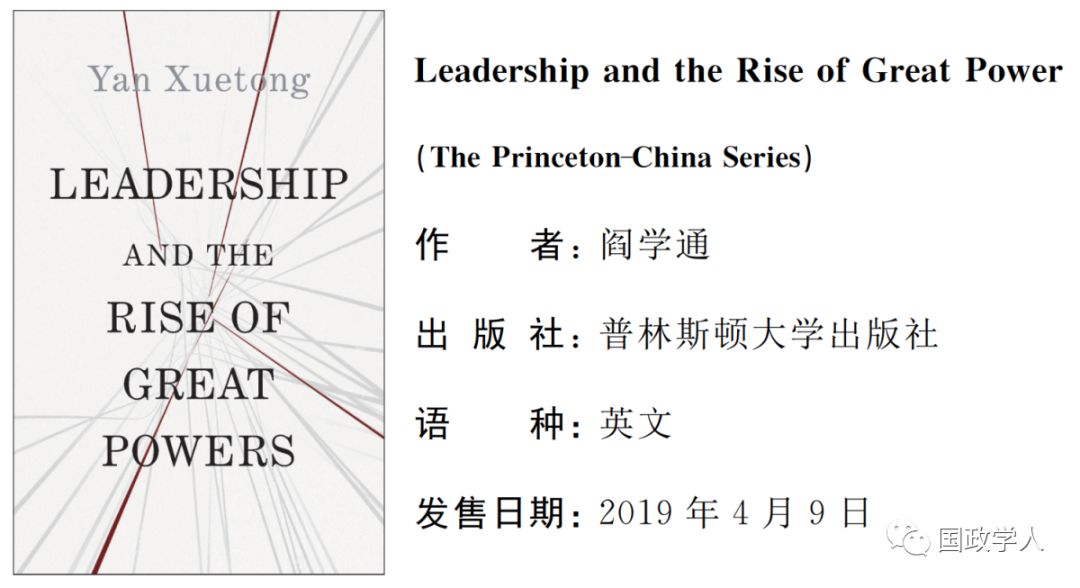 Yan Xuetong
LEADERSHIP
AND THE
RISE OF
GREAT
POWERS
Leadership and the Rise of Great Power
(The Princeton-China Series)
作 者：阎学通
出 版 社：普林斯顿大学出版社
语 种：英文
发售日期：2019 年 4 月 9 日
国政学人